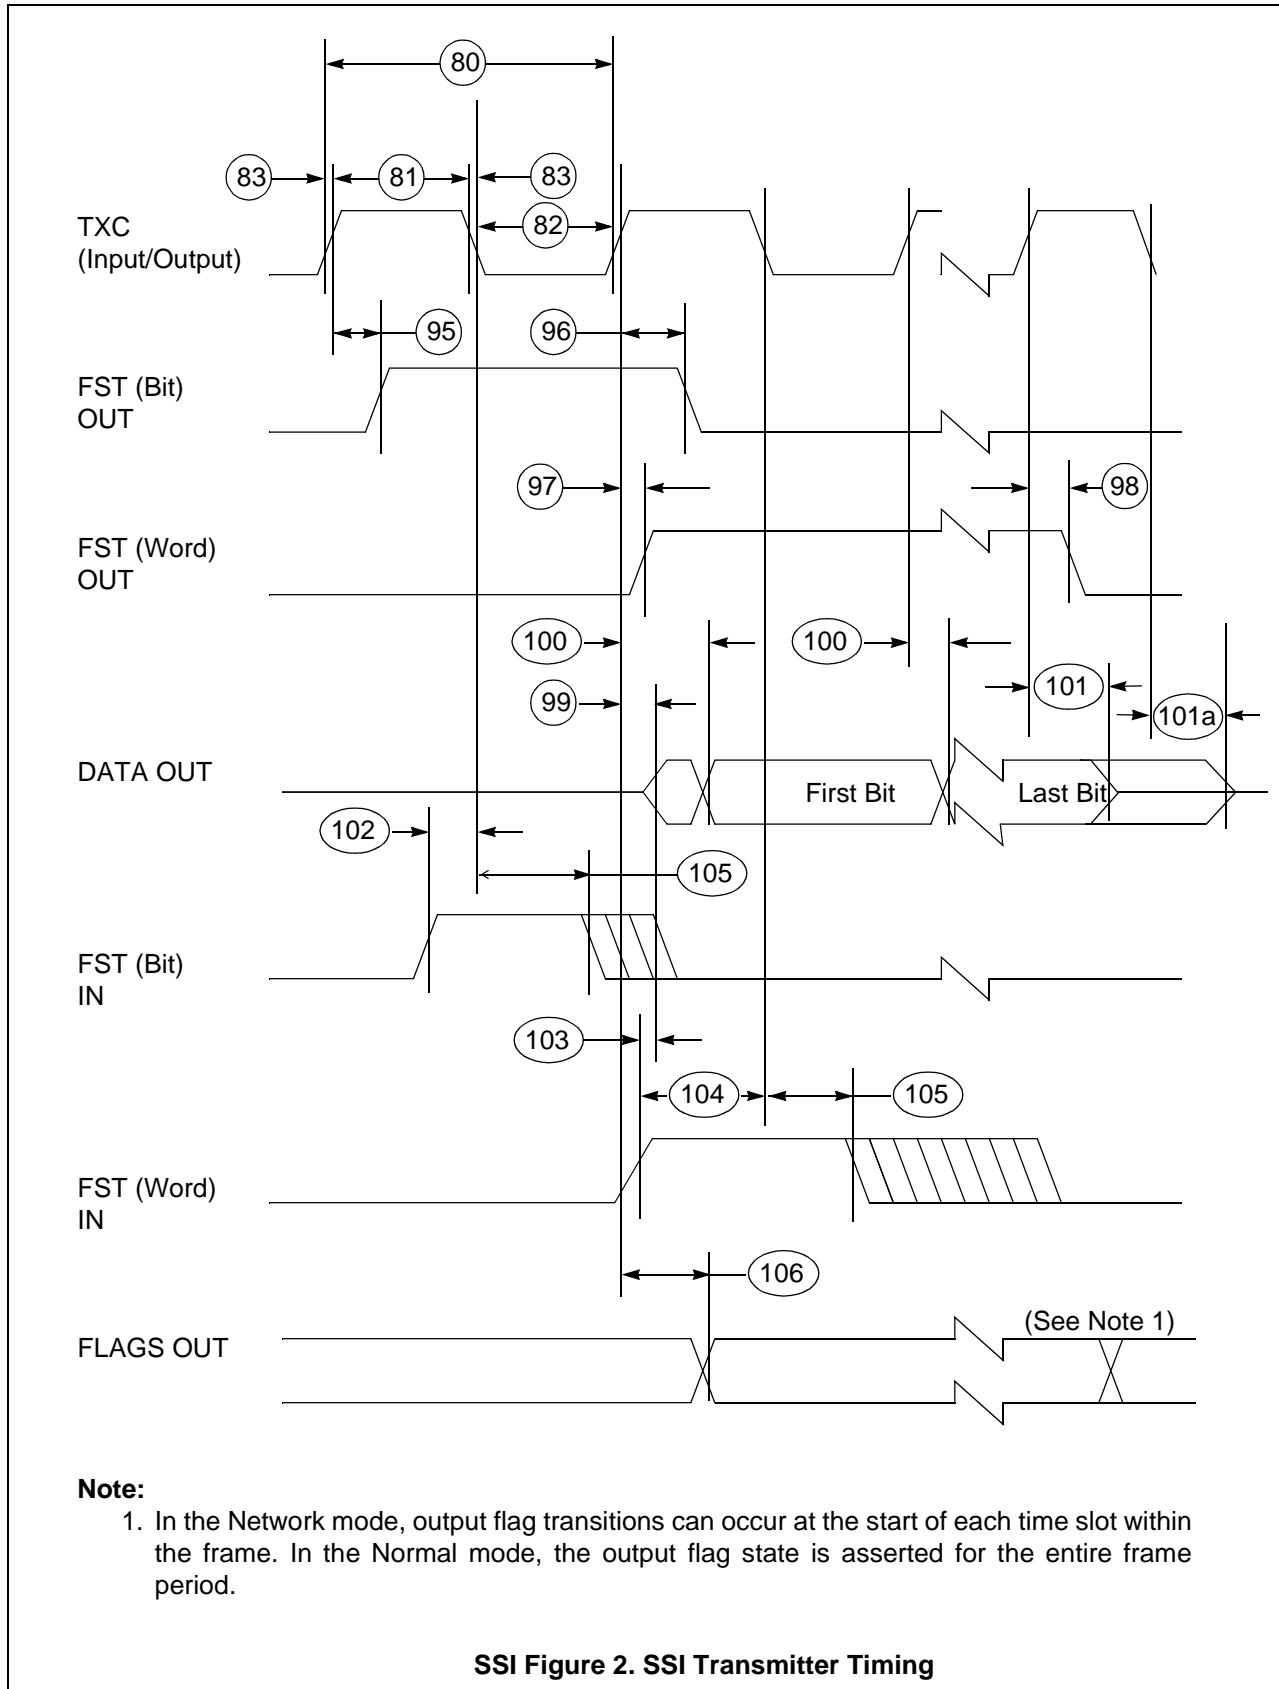 80
83 81 83
TXC
(Input/Output)
82
95 96
FST (Bit)
OUT
97 98
FST (Word)
OUT
100 100
99 101
101a
DATA OUT
First Bit Last Bit
102
105
FST (Bit)
IN
103
104 105
FST (Word)
IN
106
(See Note 1)
FLAGS OUT
Note:
1. In the Network mode, output flag transitions can occur at the start of each time slot within
the frame. In the Normal mode, the output flag state is asserted for the entire frame
period.
SSI Figure 2. SSI Transmitter Timing